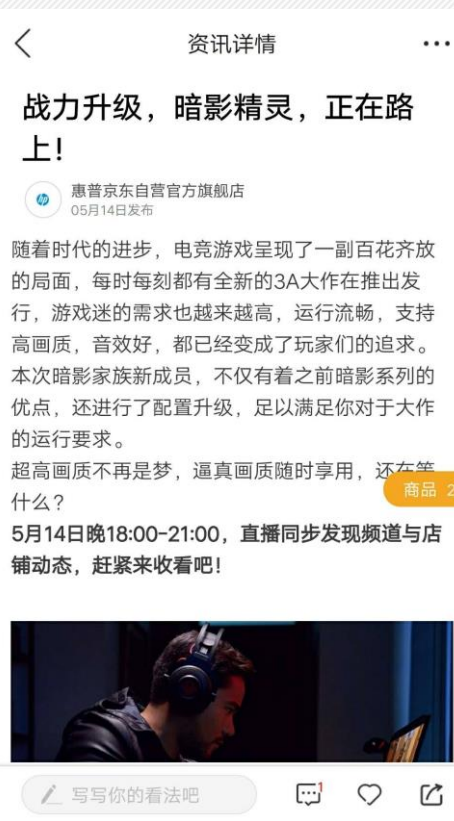 资讯详情
战力升级，暗影精灵，正在路
上！
惠普京东自营官方旗舰店
05月14日发布
随着时代的进步，电竞游戏呈现了一副百花齐放
的局面，每时每刻都有全新的3A大作在推出发
行，游戏迷的需求也越来越高，运行流畅，支持
高画质，音效好，都已经变成了玩家们的追求。
本次暗影家族新成员，不仅有着之前暗影系列的
优点，还进行了配置升级，足以满足你对于大作
的运行要求。
超高画质不再是梦，逼真画质随时享用，还在等
什么？
商品 2
5月14日晚18:00-21:00，直播同步发现频道与店
铺动态，赶紧来收看吧！
写写你的看法吧
1